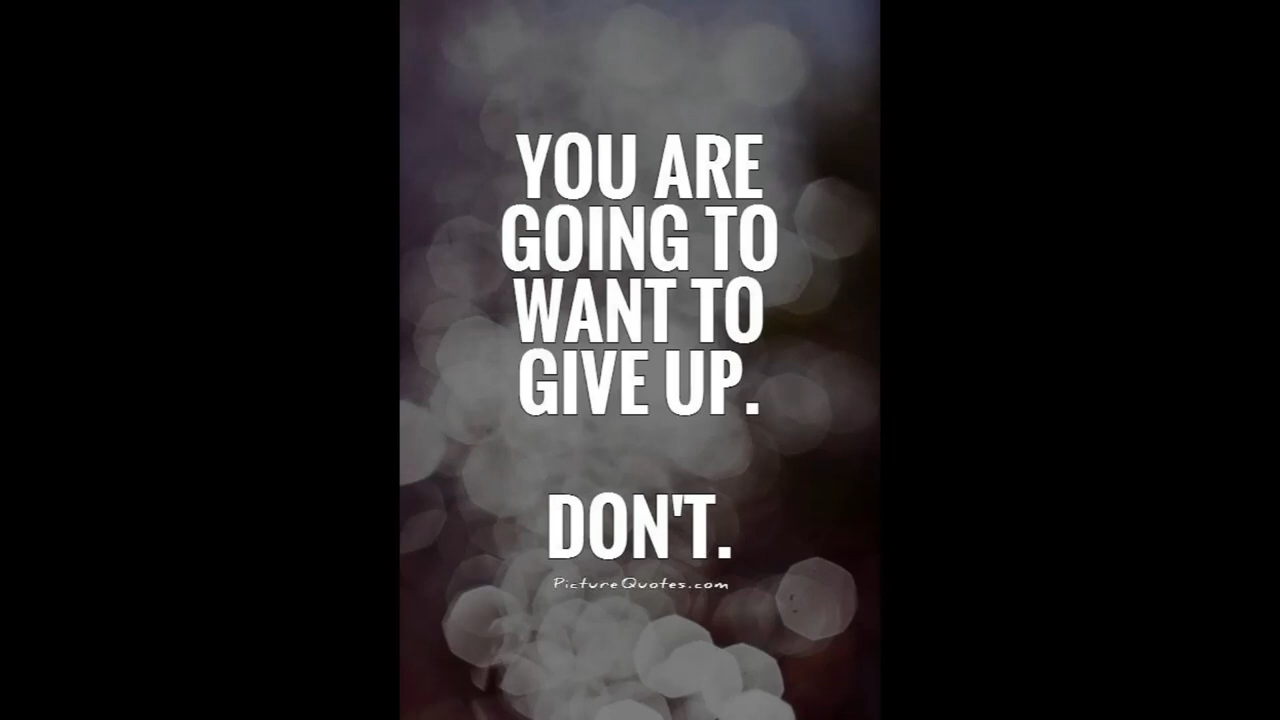 YOU ARE
GOING TO
WANT TO
GIVE UP.
DON'T.
PictureQuotes.com